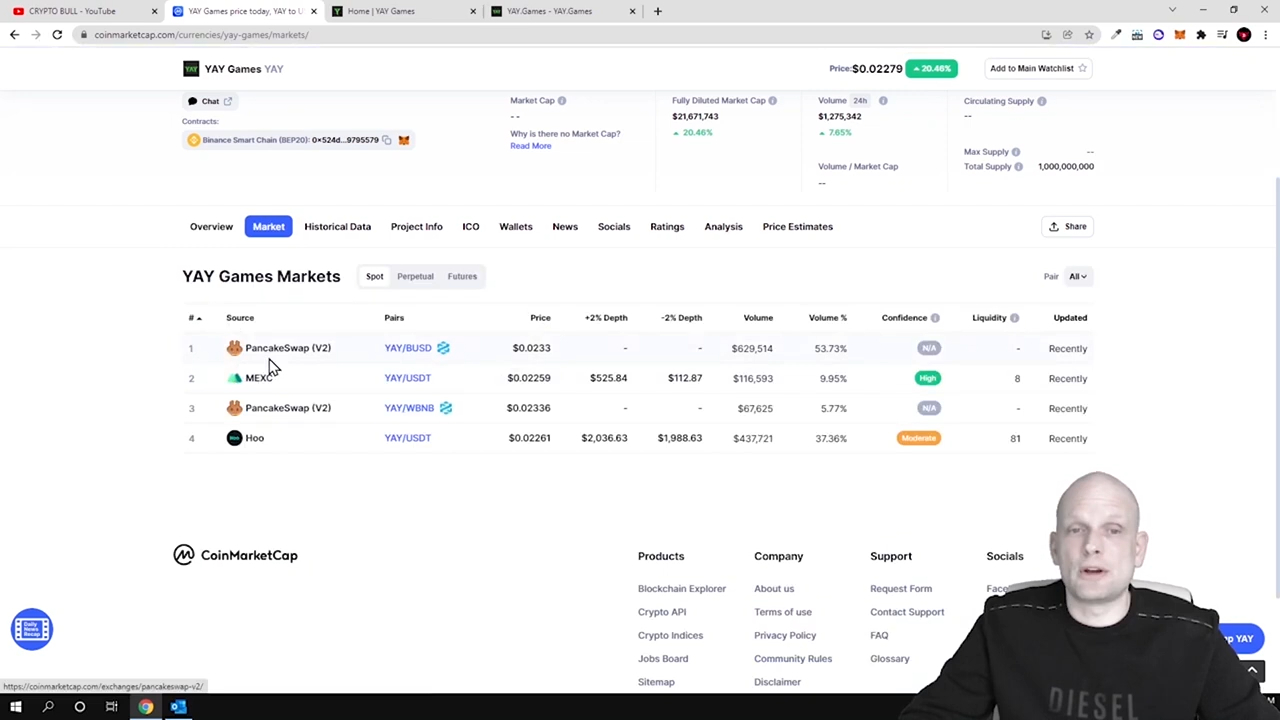 CRYPTO BULL - YouTube
YAY Games price today, YAY to U
Home | YAY Games
YAY.Games - YAY.Games
coinmarketcap.com/currencies/yay-games/markets/
YAY Games YAY
Price:$0.02279
20.46%
Add to Main Watchlist
Chat
Contracts:
Binance Smart Chain (BEP20): 0x524d...9795579
Market Cap
- -
Why is there no Market Cap?
Read More
Fully Diluted Market Cap
$21,671,743
20.46%
Volume 24h
$1,275,342
7.65%
Volume / Market Cap
--
Circulating Supply
--
Max Supply --
Total Supply 1,000,000,000
Overview Market Historical Data Project Info ICO Wallets News Socials Ratings Analysis Price Estimates
Share
YAY Games Markets
Spot Perpetual Futures
Pair All
# Source Pairs Price +2% Depth -2% Depth Volume Volume % Confidence Liquidity Updated
1 PancakeSwap (V2) YAY/BUSD $0.0233 - - $629,514 53.73% N/A - Recently
2 MEXC YAY/USDT $0.02259 $525.84 $112.87 $116,593 9.95% High 8 Recently
3 PancakeSwap (V2) YAY/WBNB $0.02336 - - $67,625 5.77% N/A - Recently
4 Hoo YAY/USDT $0.02261 $2,036.63 $1,988.63 $437,721 37.36% Moderate 81 Recently
CoinMarketCap
Products
Blockchain Explorer
Crypto API
Crypto Indices
Jobs Board
Sitemap
Company
About us
Terms of use
Privacy Policy
Community Rules
Disclaimer
Support
Request Form
Contact Support
FAQ
Glossary
Socials
Daily
News
Recap
YAY
https://coinmarketcap.com/exchanges/pancakeswap-v2/
DIESEL